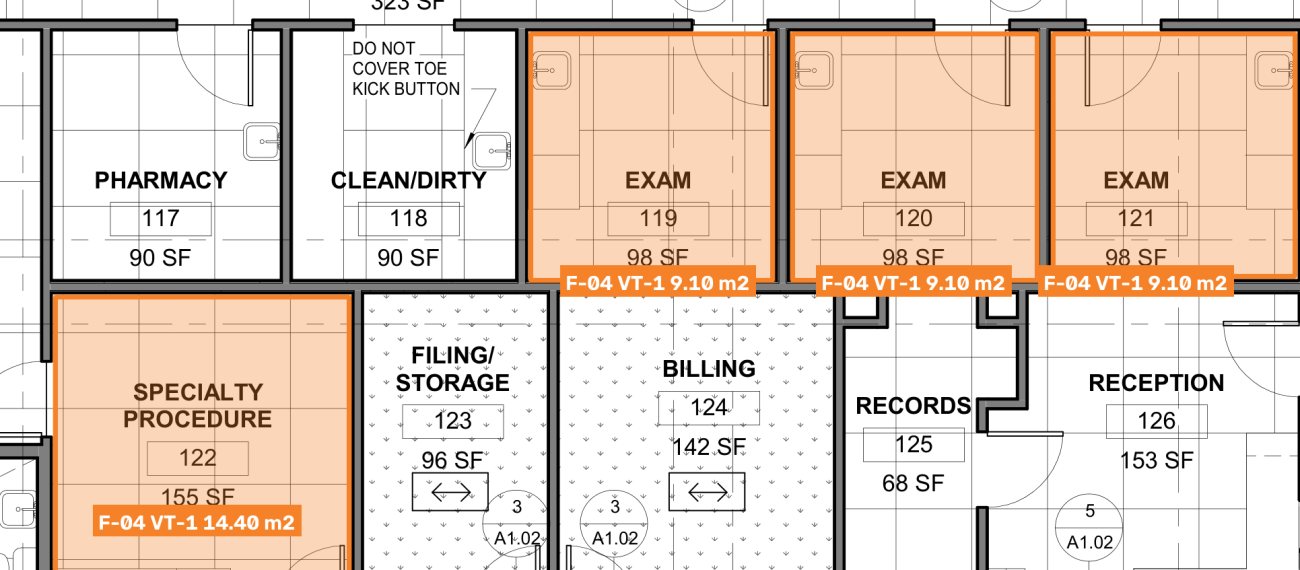 323 SF
DO NOT
COVER TOE
KICK BUTTON
PHARMACY
117
90 SF
CLEAN/DIRTY
118
90 SF
EXAM
119
98 SF
F-04 VT-1 9.10 m2
EXAM
120
98 SF
F-04 VT-1 9.10 m2
EXAM
121
98 SF
F-04 VT-1 9.10 m2
SPECIALTY
PROCEDURE
122
155 SF
F-04 VT-1 14.40 m2
FILING/
STORAGE
123
96 SF
3
A1.02
BILLING
124
142 SF
3
A1.02
RECORDS
125
68 SF
RECEPTION
126
153 SF
5
A1.02